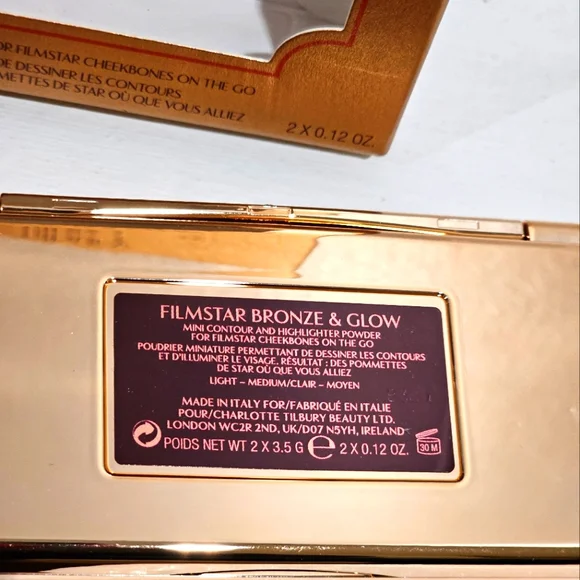 OR FILMSTAR CHEEKBONES ON THE GO
DE DESSINER LES CONTOURS
OMMETTES DE STAR OÙ QUE VOUS ALLIEZ
2 X 0.12 OZ.
FILMSTAR BRONZE & GLOW
MINI CONTOUR AND HIGHLIGHTER POWDER
FOR FILMSTAR CHEEKBONES ON THE GO
POUDRIER MINIATURE PERMETTANT DE DESSINER LES CONTOURS
ET D'ILLUMINER LE VISAGE. RÉSULTAT : DES POMMETTES
DE STAR OÙ QUE VOUS ALLIEZ
LIGHT – MEDIUM/CLAIR – MOYEN
MADE IN ITALY FOR/FABRIQUÉ EN ITALIE
POUR/CHARLOTTE TILBURY BEAUTY LTD.
LONDON WC2R 2ND, UK/D07 N5YH, IRELAND
POIDS NET WT 2 X 3.5 G ℮ 2 X 0.12 OZ.
30 M